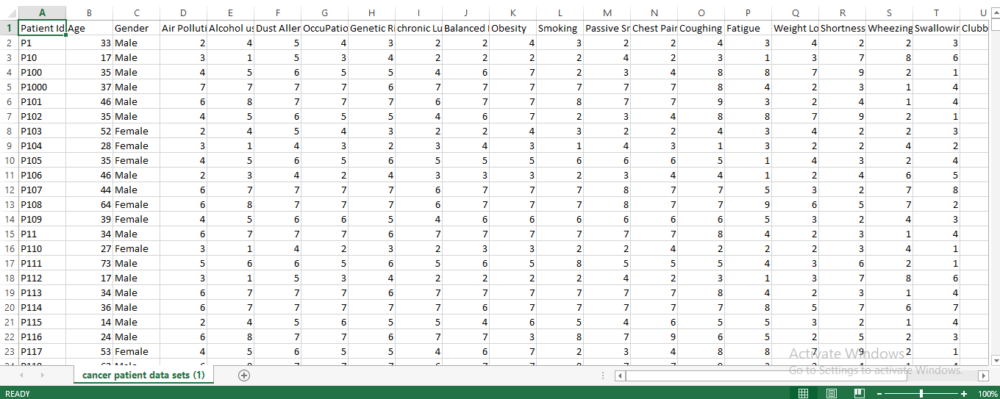 A B C D E F G H I J K L M N O P Q R S T U
1 Patient Id Age Gender Air Polluti Alcohol us Dust Aller OccuPatio Genetic Ri chronic Lu Balanced Obesity Smoking Passive Sr Chest Pair Coughing Fatigue Weight Lo Shortness Wheezing Swallowir Clubb
2 P1 33 Male 2 4 5 4 3 2 2 4 3 2 2 4 3 4 2 2 3
3 P10 17 Male 3 1 5 3 4 2 2 2 2 4 2 3 1 3 7 8 6
4 P100 35 Male 4 5 6 5 5 4 6 7 2 3 4 8 8 7 9 2 1
5 P1000 37 Male 7 7 7 7 6 7 7 7 7 7 7 8 4 2 3 1 4
6 P101 46 Male 6 8 7 7 7 6 7 7 8 7 7 9 3 2 4 1 4
7 P102 35 Male 4 5 6 5 5 4 6 7 2 3 4 8 8 7 9 2 1
8 P103 52 Female 2 4 5 4 3 2 2 4 3 2 2 4 3 4 2 2 3
9 P104 28 Female 3 1 4 3 2 3 4 3 1 4 3 1 3 2 2 4 2
10 P105 35 Female 4 5 6 5 6 5 5 5 6 6 6 5 1 4 3 2 4
11 P106 46 Male 2 3 4 2 4 3 3 3 2 3 4 4 1 2 4 6 5
12 P107 44 Male 6 7 7 7 7 6 7 7 7 8 7 7 5 3 2 7 8
13 P108 64 Female 6 8 7 7 7 6 7 7 7 8 7 7 9 6 5 7 2
14 P109 39 Female 4 5 6 6 5 4 6 6 6 6 6 6 5 3 2 4 3
15 P11 34 Male 6 7 7 7 6 7 7 7 7 7 7 8 4 2 3 1 4
16 P110 27 Female 3 1 4 2 3 2 3 3 2 2 4 2 2 2 3 4 1
17 P111 73 Male 5 6 6 5 6 5 6 5 8 5 5 5 4 3 6 2 1
18 P112 17 Male 3 1 5 3 4 2 2 2 2 4 2 3 1 3 7 8 6
19 P113 34 Male 6 7 7 7 6 7 7 7 7 7 7 8 4 2 3 1 4
20 P114 36 Male 6 7 7 7 7 7 6 7 7 7 7 7 8 5 7 6 7
21 P115 14 Male 2 4 5 6 5 5 4 6 5 4 6 5 5 3 2 1 4
22 P116 24 Male 6 8 7 7 6 7 7 3 8 7 9 6 5 2 5 2 3
23 P117 53 Female 4 5 6 5 5 4 6 7 2 3 4 8 8 7 9 2 1
Activate Windows
Go to Settings to activate Windows.
cancer patient data sets (1)
READY 100%